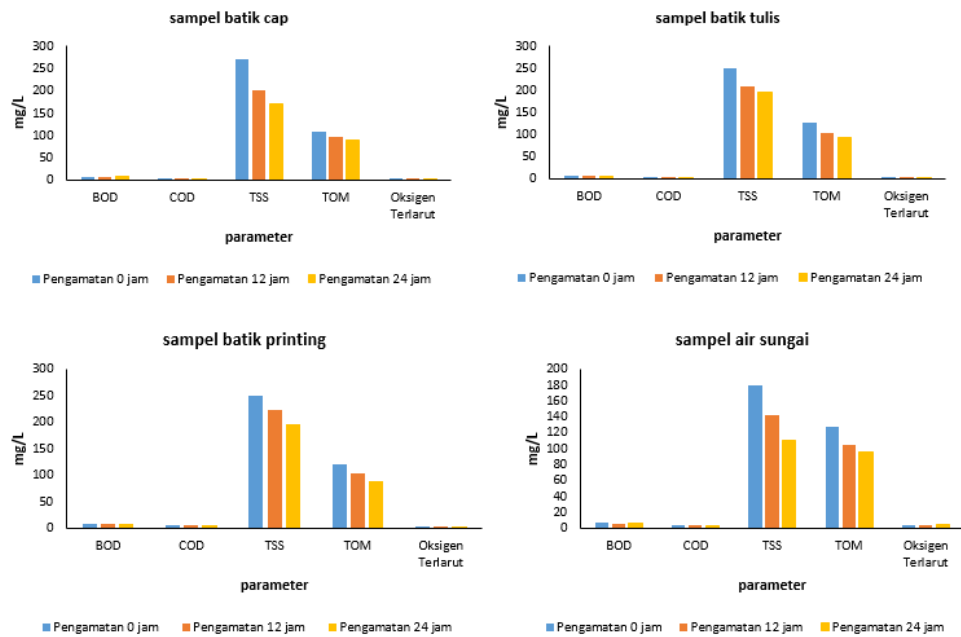 sampel batik cap
300
250
200
150
100
50
0
mg/L
BOD COD TSS TOM Oksigen
Terlarut
parameter
Pengamatan 0 jam Pengamatan 12 jam Pengamatan 24 jam
sampel batik tulis
300
250
200
150
100
50
0
mg/L
BOD COD TSS TOM Oksigen
Terlarut
parameter
Pengamatan 0 jam Pengamatan 12 jam Pengamatan 24 jam
sampel batik printing
300
250
200
150
100
50
0
mg/L
BOD COD TSS TOM Oksigen
Terlarut
parameter
Pengamatan 0 jam Pengamatan 12 jam Pengamatan 24 jam
sampel air sungai
200
180
160
140
120
100
80
60
40
20
0
mg/L
BOD COD TSS TOM Oksigen
Terlarut
parameter
Pengamatan 0 jam Pengamatan 12 jam Pengamatan 24 jam